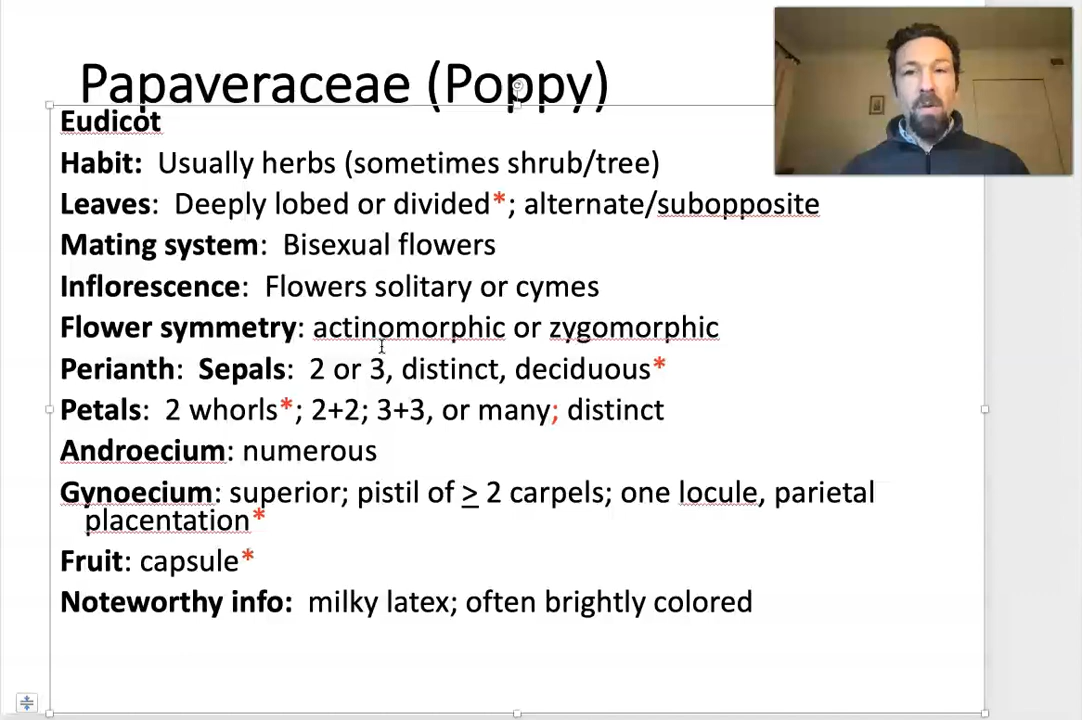 Papaveraceae (Poppy)
Eudicot
Habit: Usually herbs (sometimes shrub/tree)
Leaves: Deeply lobed or divided*; alternate/subopposite
Mating system: Bisexual flowers
Inflorescence: Flowers solitary or cymes
Flower symmetry: actinomorphic or zygomorphic
Perianth: Sepals: 2 or 3, distinct, deciduous*
Petals: 2 whorls*; 2+2; 3+3, or many; distinct
Androecium: numerous
Gynoecium: superior; pistil of ≥ 2 carpels; one locule, parietal
placentation*
Fruit: capsule*
Noteworthy info: milky latex; often brightly colored